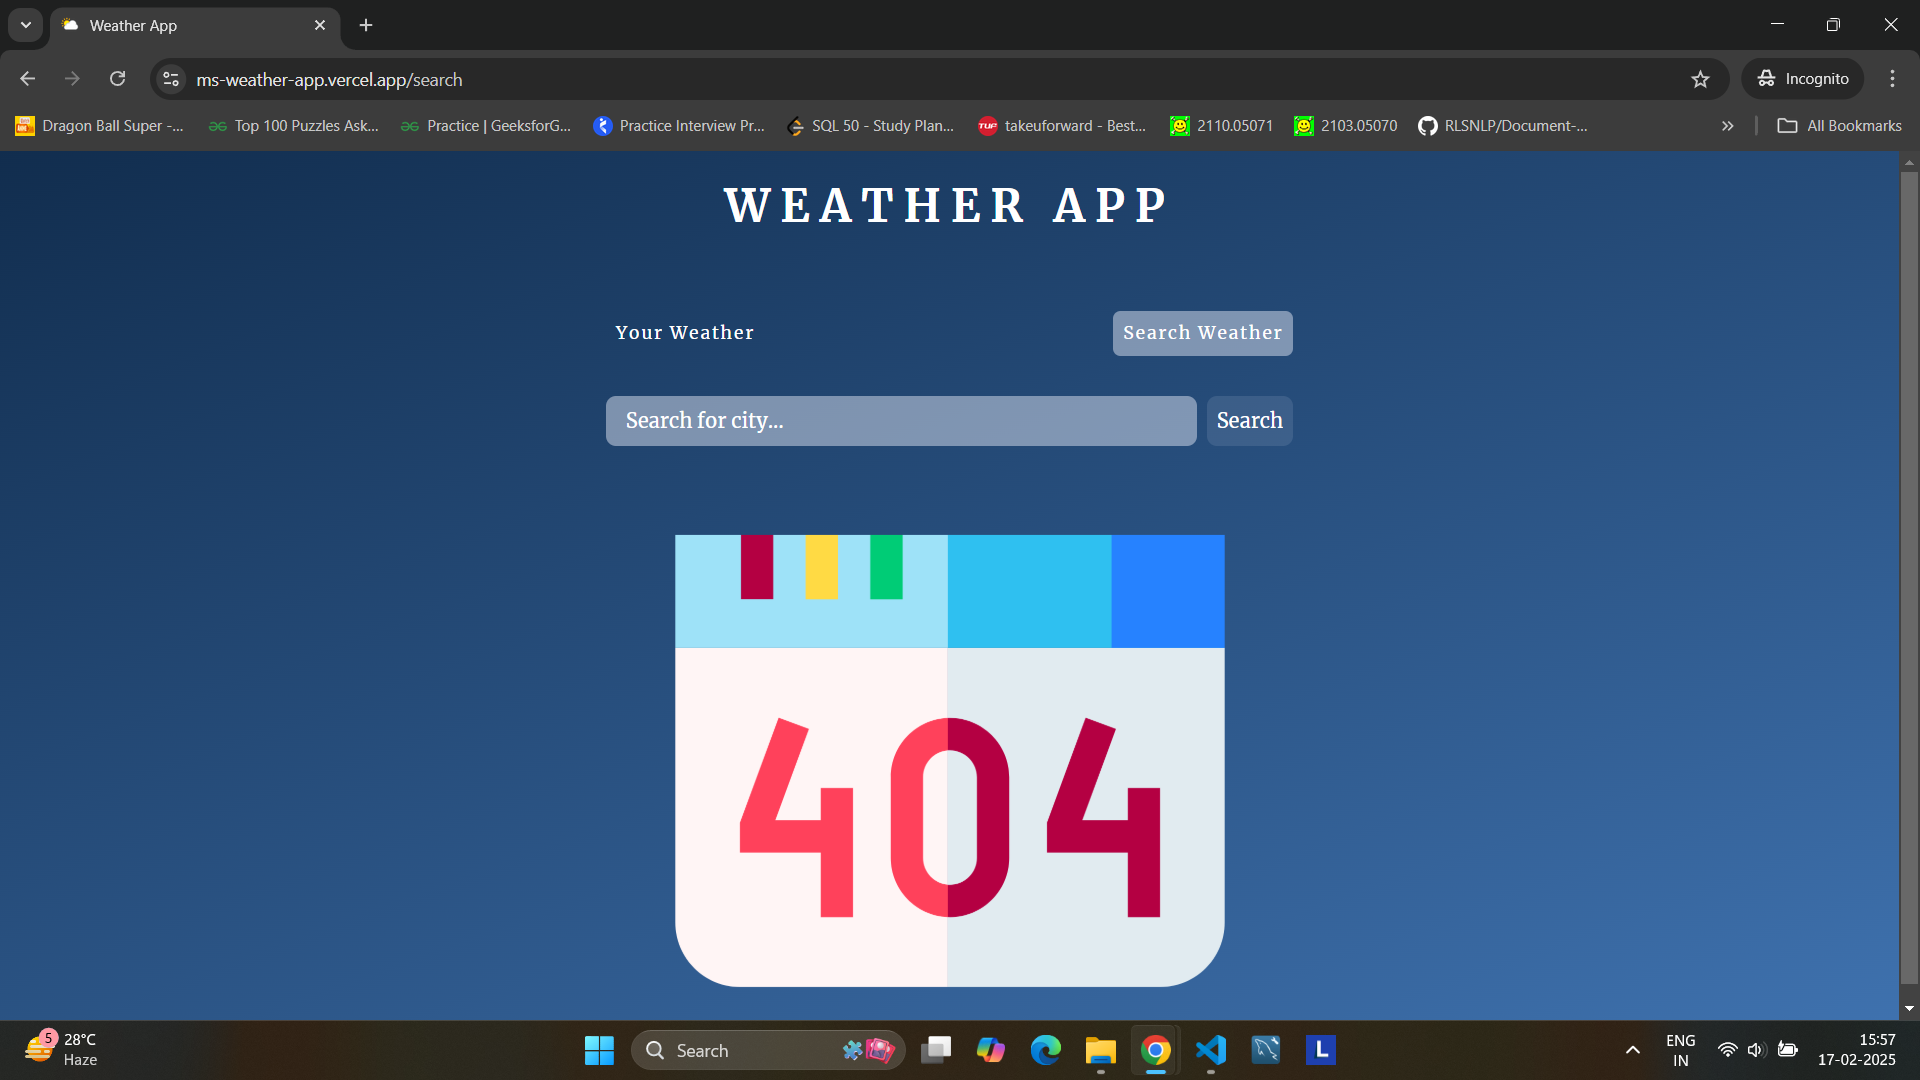 Weather App
ms-weather-app.vercel.app/search
Incognito
Dragon Ball Super -...
Top 100 Puzzles Ask...
Practice | GeeksforG...
Practice Interview Pr...
SQL 50 - Study Plan...
TUF
takeuforward - Best...
2110.05071
2103.05070
RLSNLP/Document-...
All Bookmarks
WEATHER APP
Your Weather
Search Weather
Search for city...
Search
404
5
28°C
Haze
Search
L
ENG
IN
15:57
17-02-2025